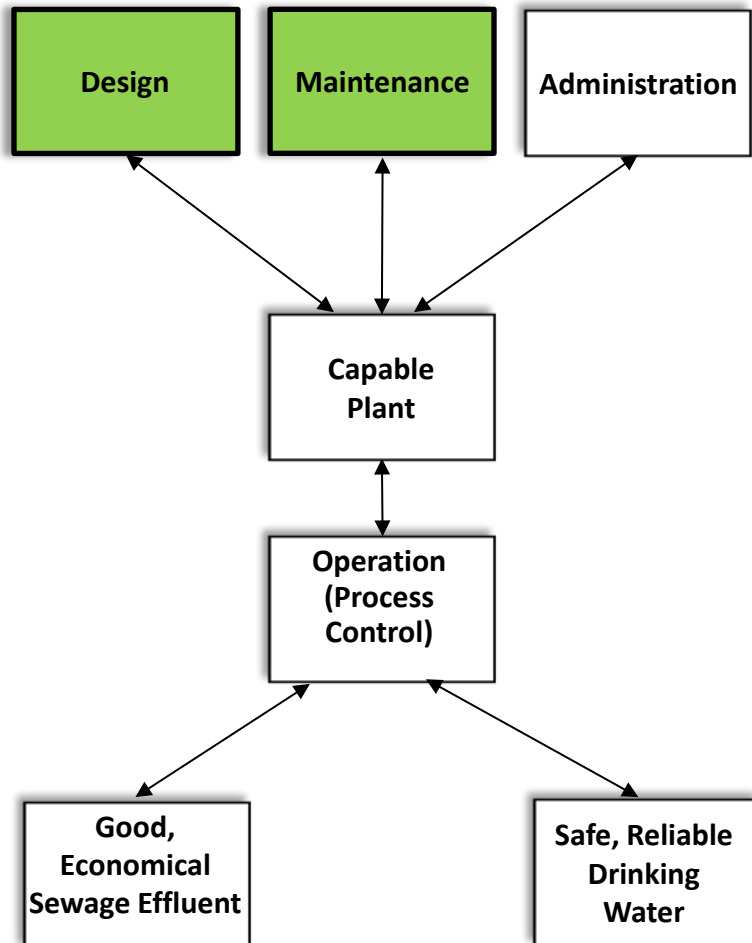 Design
Maintenance
Administration
Capable
Plant
Operation
(Process
Control)
Good,
Economical
Sewage Effluent
Safe, Reliable
Drinking
Water